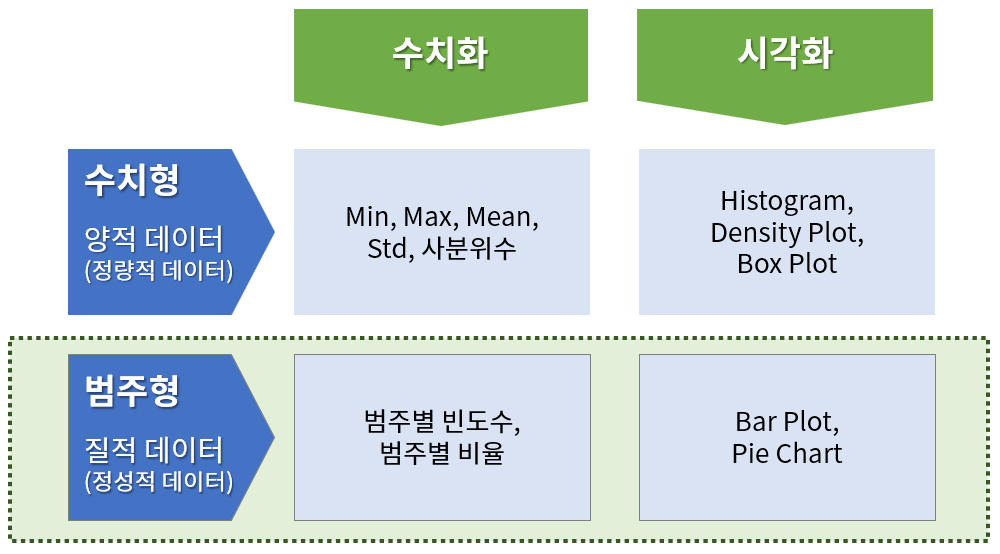 수치화
시각화
수치형
양적 데이터
(정량적 데이터)
Min, Max, Mean,
Std, 사분위수
Histogram,
Density Plot,
Box Plot
범주형
질적 데이터
(정성적 데이터)
범주별 빈도수,
범주별 비율
Bar Plot,
Pie Chart